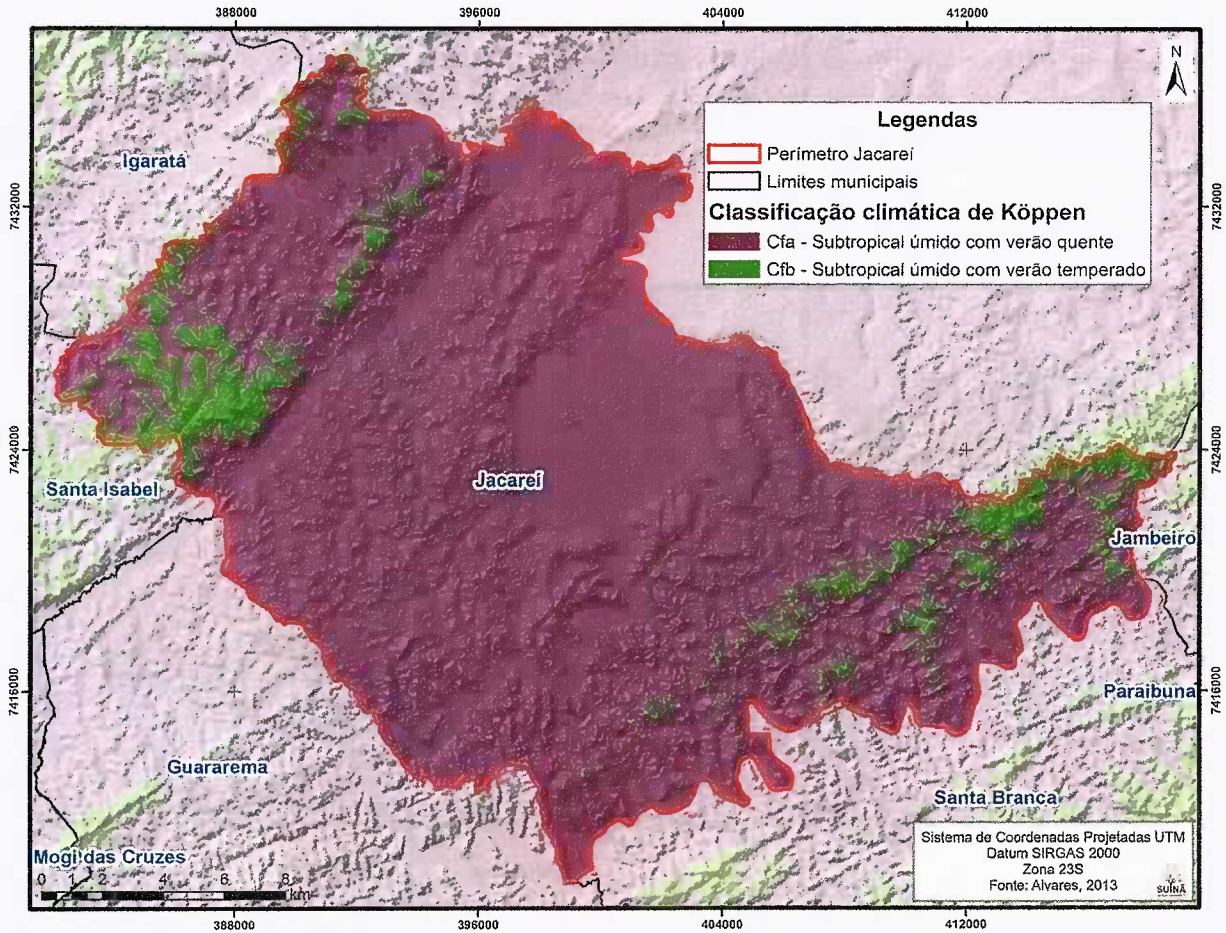 388000 396000 404000 412000
N
Legendas
Perímetro Jacareí
Limites municipais
Classificação climática de Köppen
Cfa - Subtropical úmido com verão quente
Cfb - Subtropical úmido com verão temperado
Igaratá
7432000 7432000
7424000 7424000
Jacareí
Santa Isabel
Jambeiro
7416000 7416000
Paraibuna
Guararema
Santa Branca
Mogi das Cruzes
0 1 2 4 6 8
km
Sistema de Coordenadas Projetadas UTM
Datum SIRGAS 2000
Zona 23S
Fonte: Alvares, 2013
SUINÃ
388000 396000 404000 412000